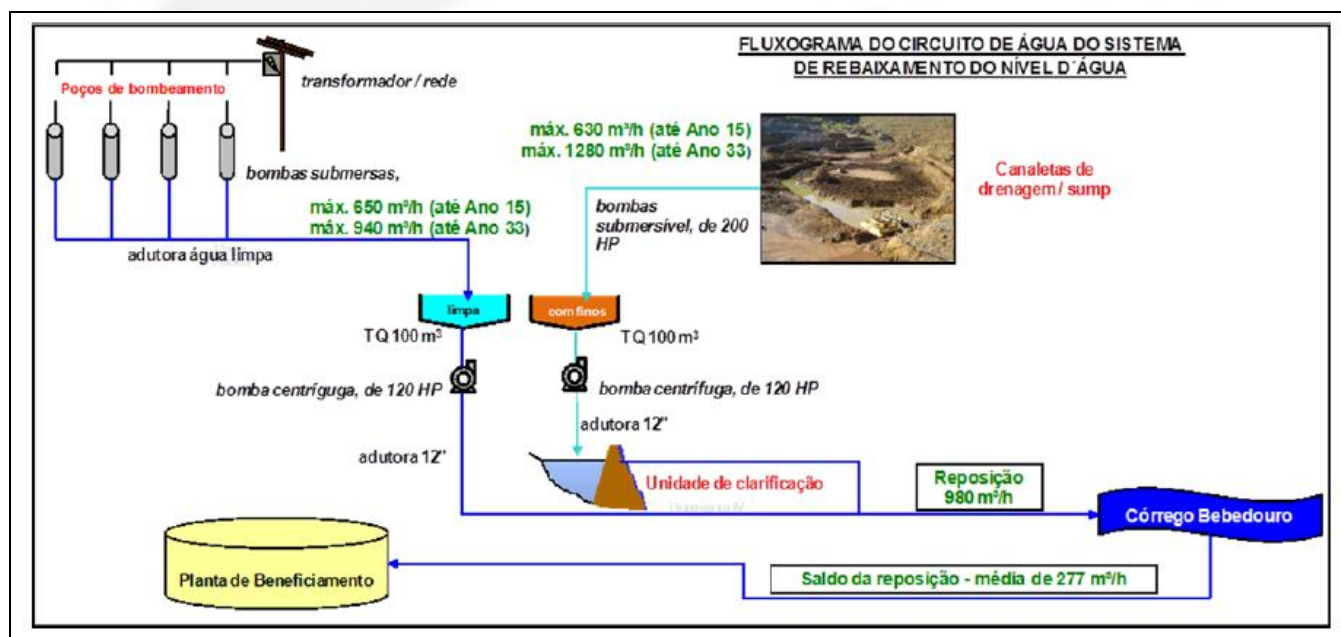 FLUXOGRAMA DO CIRCUITO DE ÁGUA DO SISTEMA
DE REBAIXAMENTO DO NÍVEL D´ÁGUA
transformador / rede
Poços de bombeamento
bombas submersas,
máx. 630 m³/h (até Ano 15)
máx. 1280 m³/h (até Ano 33)
Canaletas de
drenagem / sump
bombas
submersível, de 200
HP
máx. 650 m³/h (até Ano 15)
máx. 940 m³/h (até Ano 33)
adutora água limpa
limpa
com finos
TQ 100 m³
TQ 100 m³
bomba centríguga, de 120 HP
bomba centrífuga, de 120 HP
adutora 12"
adutora 12"
Unidade de clarificação
Reposição
980 m³/h
Córrego Bebedouro
Planta de Beneficiamento
Saldo da reposição - média de 277 m³/h